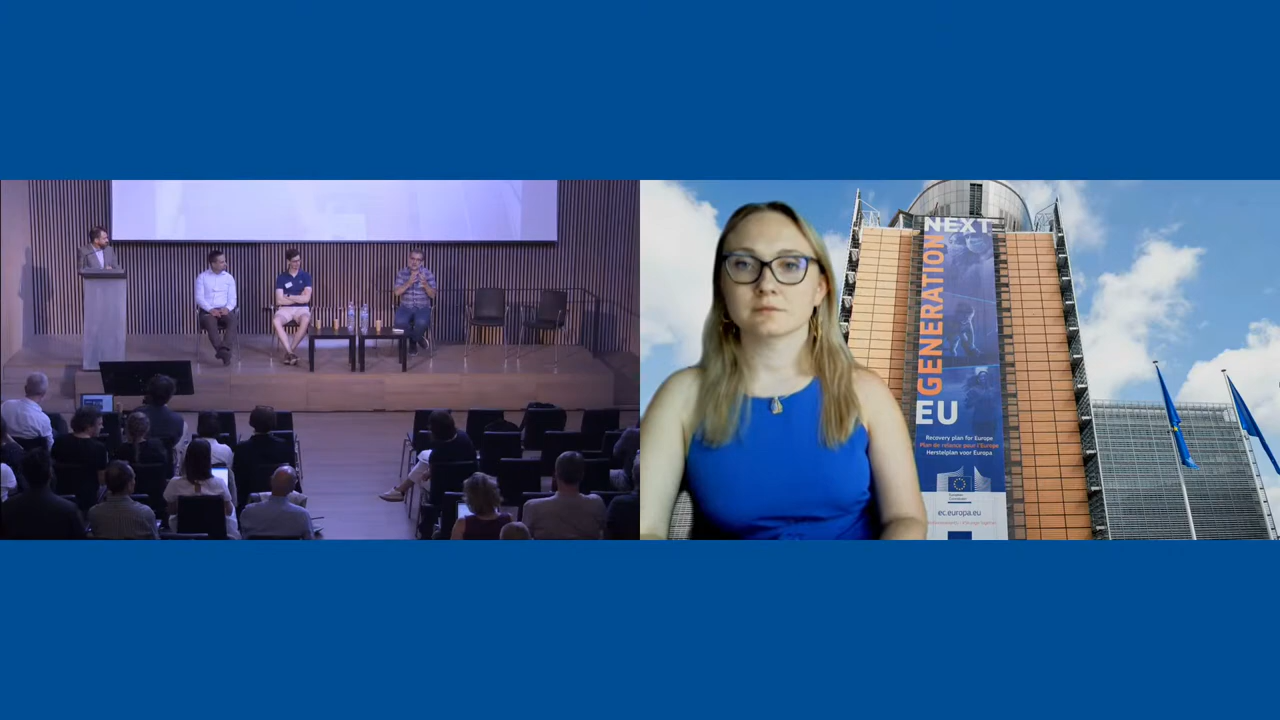 NEXT
GENERATION
EU
Recovery plan for Europe
Plan de relance pour l'Europe
Herstelplan voor Europa
ec.europa.eu